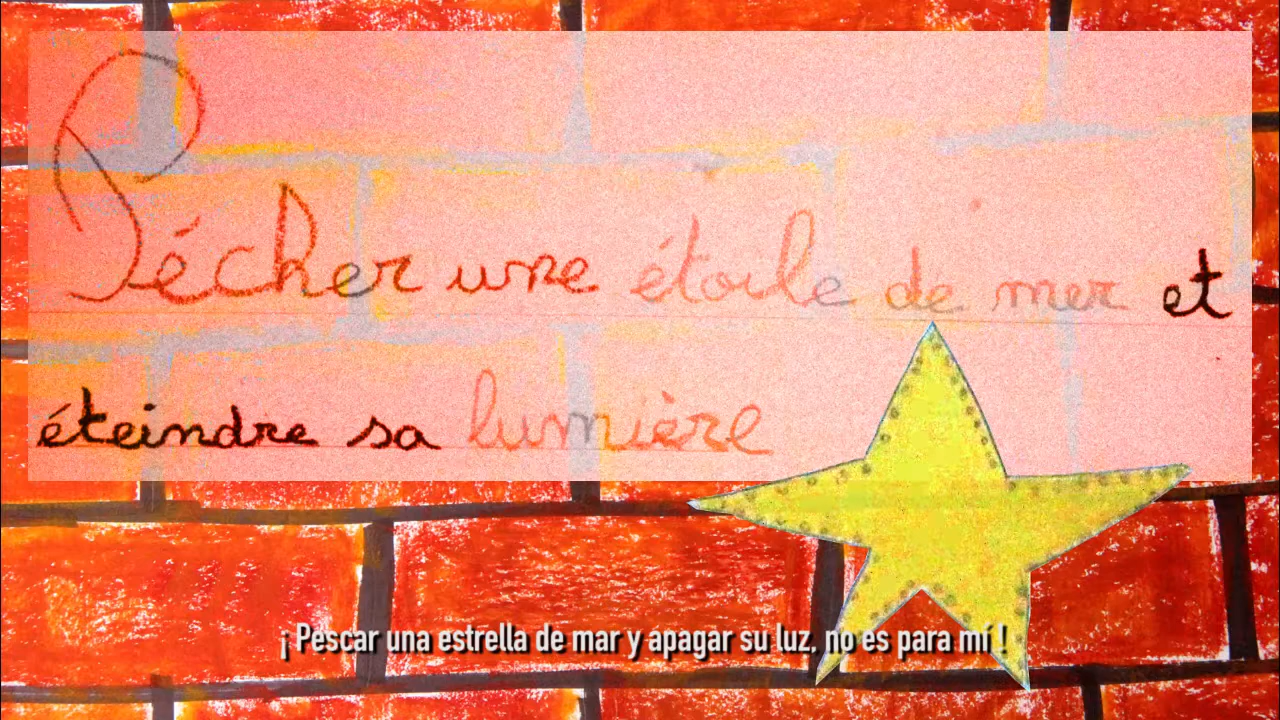 Pécher une étoile de mer et
éteindre sa lumière
¡ Pescar una estrella de mar y apagar su luz, no es para mí !